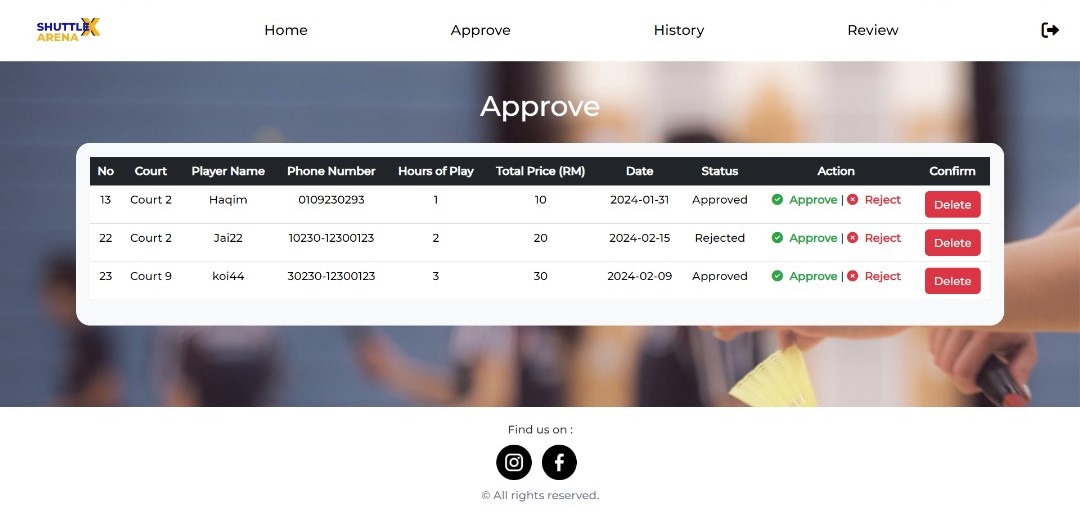 SHUTTLEX
ARENA
Home Approve History Review
Approve
No Court Player Name Phone Number Hours of Play Total Price (RM) Date Status Action Confirm
13 Court 2 Haqim 0109230293 1 10 2024-01-31 Approved Approve | Reject Delete
22 Court 2 Jai22 10230-12300123 2 20 2024-02-15 Rejected Approve | Reject Delete
23 Court 9 koi44 30230-12300123 3 30 2024-02-09 Approved Approve | Reject Delete
Find us on :
© All rights reserved.